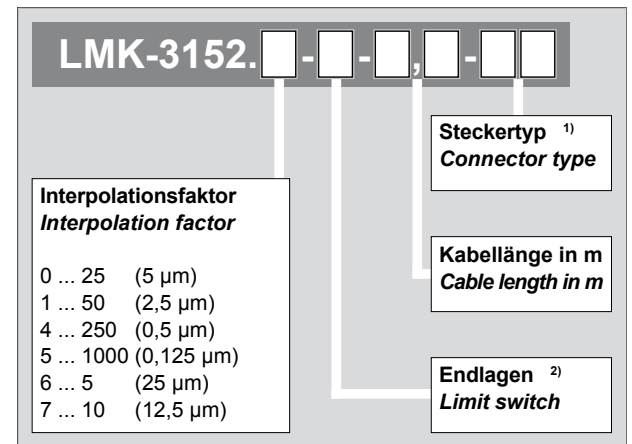 LMK-3152. - - , -
Steckertyp 1)
Connector type
Interpolationsfaktor
Interpolation factor
0 ... 25 (5 µm)
1 ... 50 (2,5 µm)
4 ... 250 (0,5 µm)
5 ... 1000 (0,125 µm)
6 ... 5 (25 µm)
7 ... 10 (12,5 µm)
Kabellänge in m
Cable length in m
Endlagen 2)
Limit switch